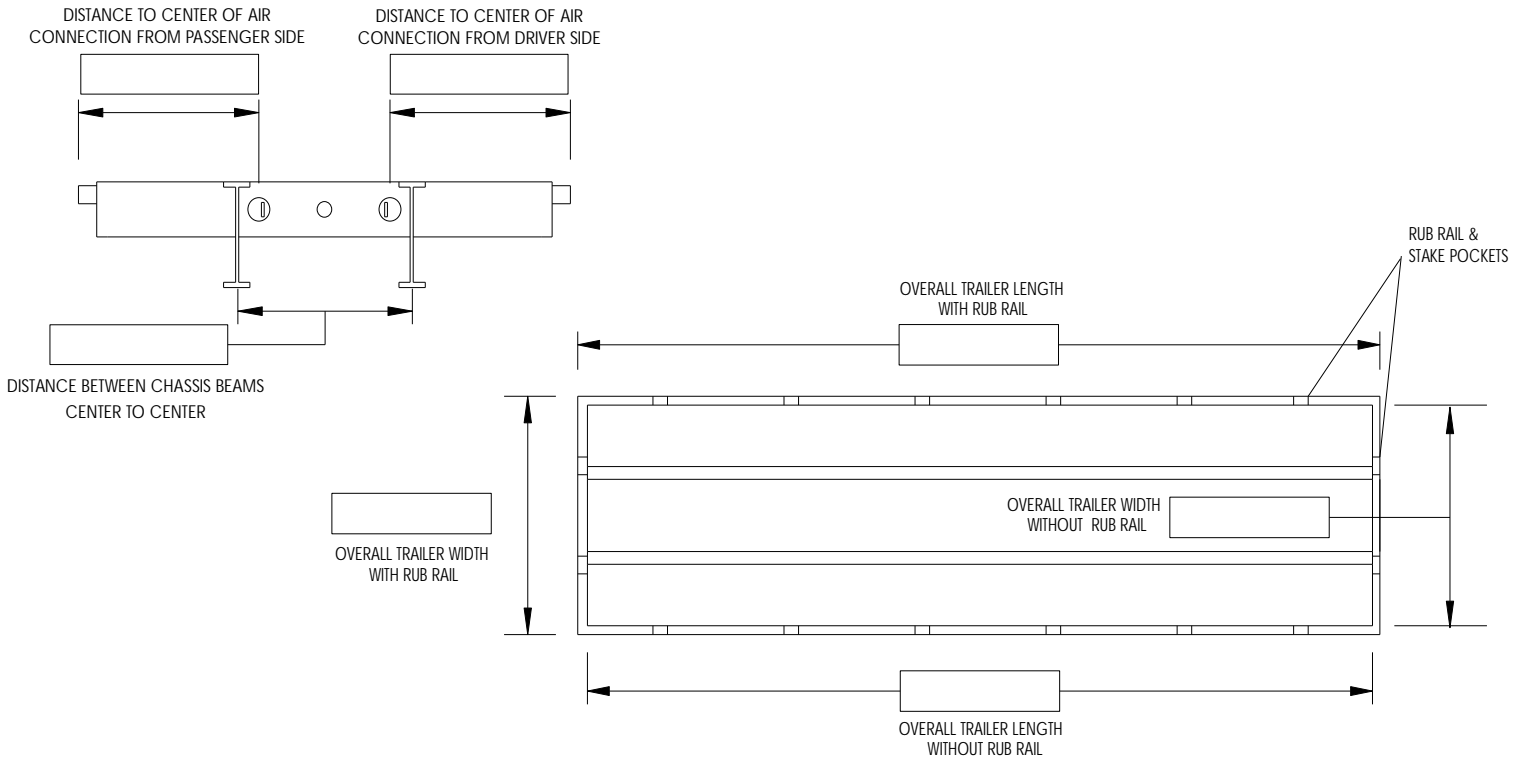 DISTANCE TO CENTER OF AIR
CONNECTION FROM PASSENGER SIDE
DISTANCE TO CENTER OF AIR
CONNECTION FROM DRIVER SIDE
DISTANCE BETWEEN CHASSIS BEAMS
CENTER TO CENTER
RUB RAIL &
STAKE POCKETS
OVERALL TRAILER LENGTH
WITH RUB RAIL
OVERALL TRAILER WIDTH
WITH RUB RAIL
OVERALL TRAILER WIDTH
WITHOUT RUB RAIL
OVERALL TRAILER LENGTH
WITHOUT RUB RAIL